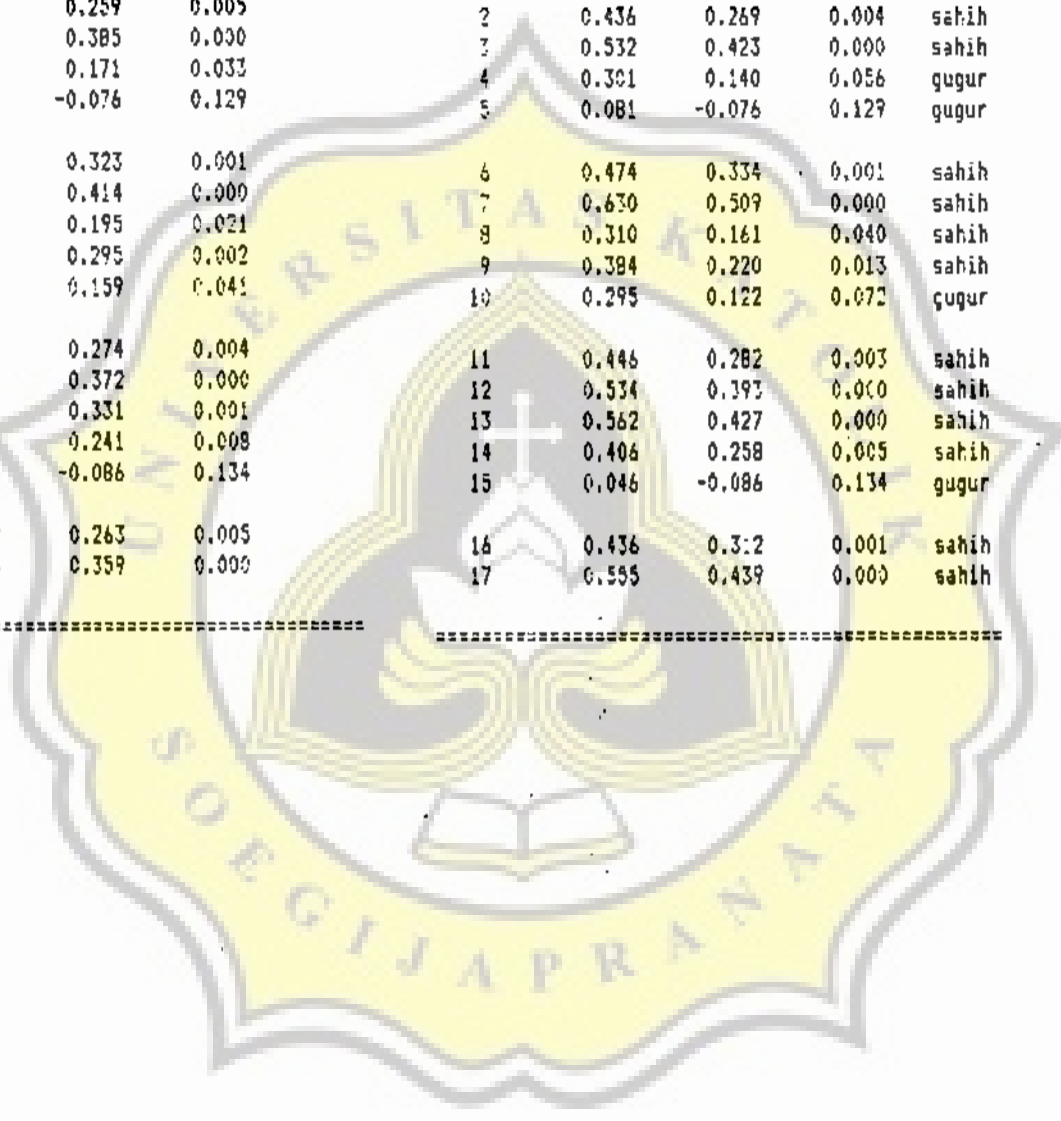 0.259 0.005
0.385 0.000
0.171 0.033
-0.076 0.129
0.323 0.001
0.414 0.000
0.195 0.021
0.295 0.002
0.159 0.041
0.274 0.004
0.372 0.000
0.331 0.001
0.241 0.008
-0.086 0.134
0.263 0.005
0.359 0.000
=====================================
2 0.436 0.269 0.004 sahih
3 0.532 0.423 0.000 sahih
4 0.301 0.140 0.056 gugur
5 0.081 -0.076 0.129 gugur
6 0.474 0.334 0.001 sahih
7 0.630 0.509 0.000 sahih
8 0.310 0.161 0.040 sahih
9 0.384 0.220 0.013 sahih
10 0.295 0.122 0.072 gugur
11 0.446 0.282 0.003 sahih
12 0.534 0.393 0.000 sahih
13 0.562 0.427 0.000 sahih
14 0.406 0.258 0.005 sahih
15 0.046 -0.086 0.134 gugur
16 0.436 0.312 0.001 sahih
17 0.555 0.439 0.000 sahih
=====================================
UNIVERSITAS KATOLIK
SOEGIJAPRANATA